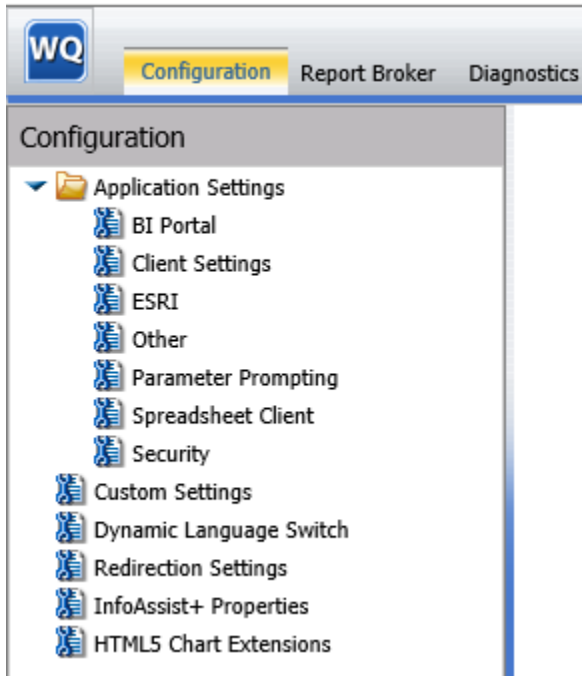 WQ
Configuration Report Broker Diagnostics
Configuration
Application Settings
BI Portal
Client Settings
ESRI
Other
Parameter Prompting
Spreadsheet Client
Security
Custom Settings
Dynamic Language Switch
Redirection Settings
InfoAssist+ Properties
HTML5 Chart Extensions